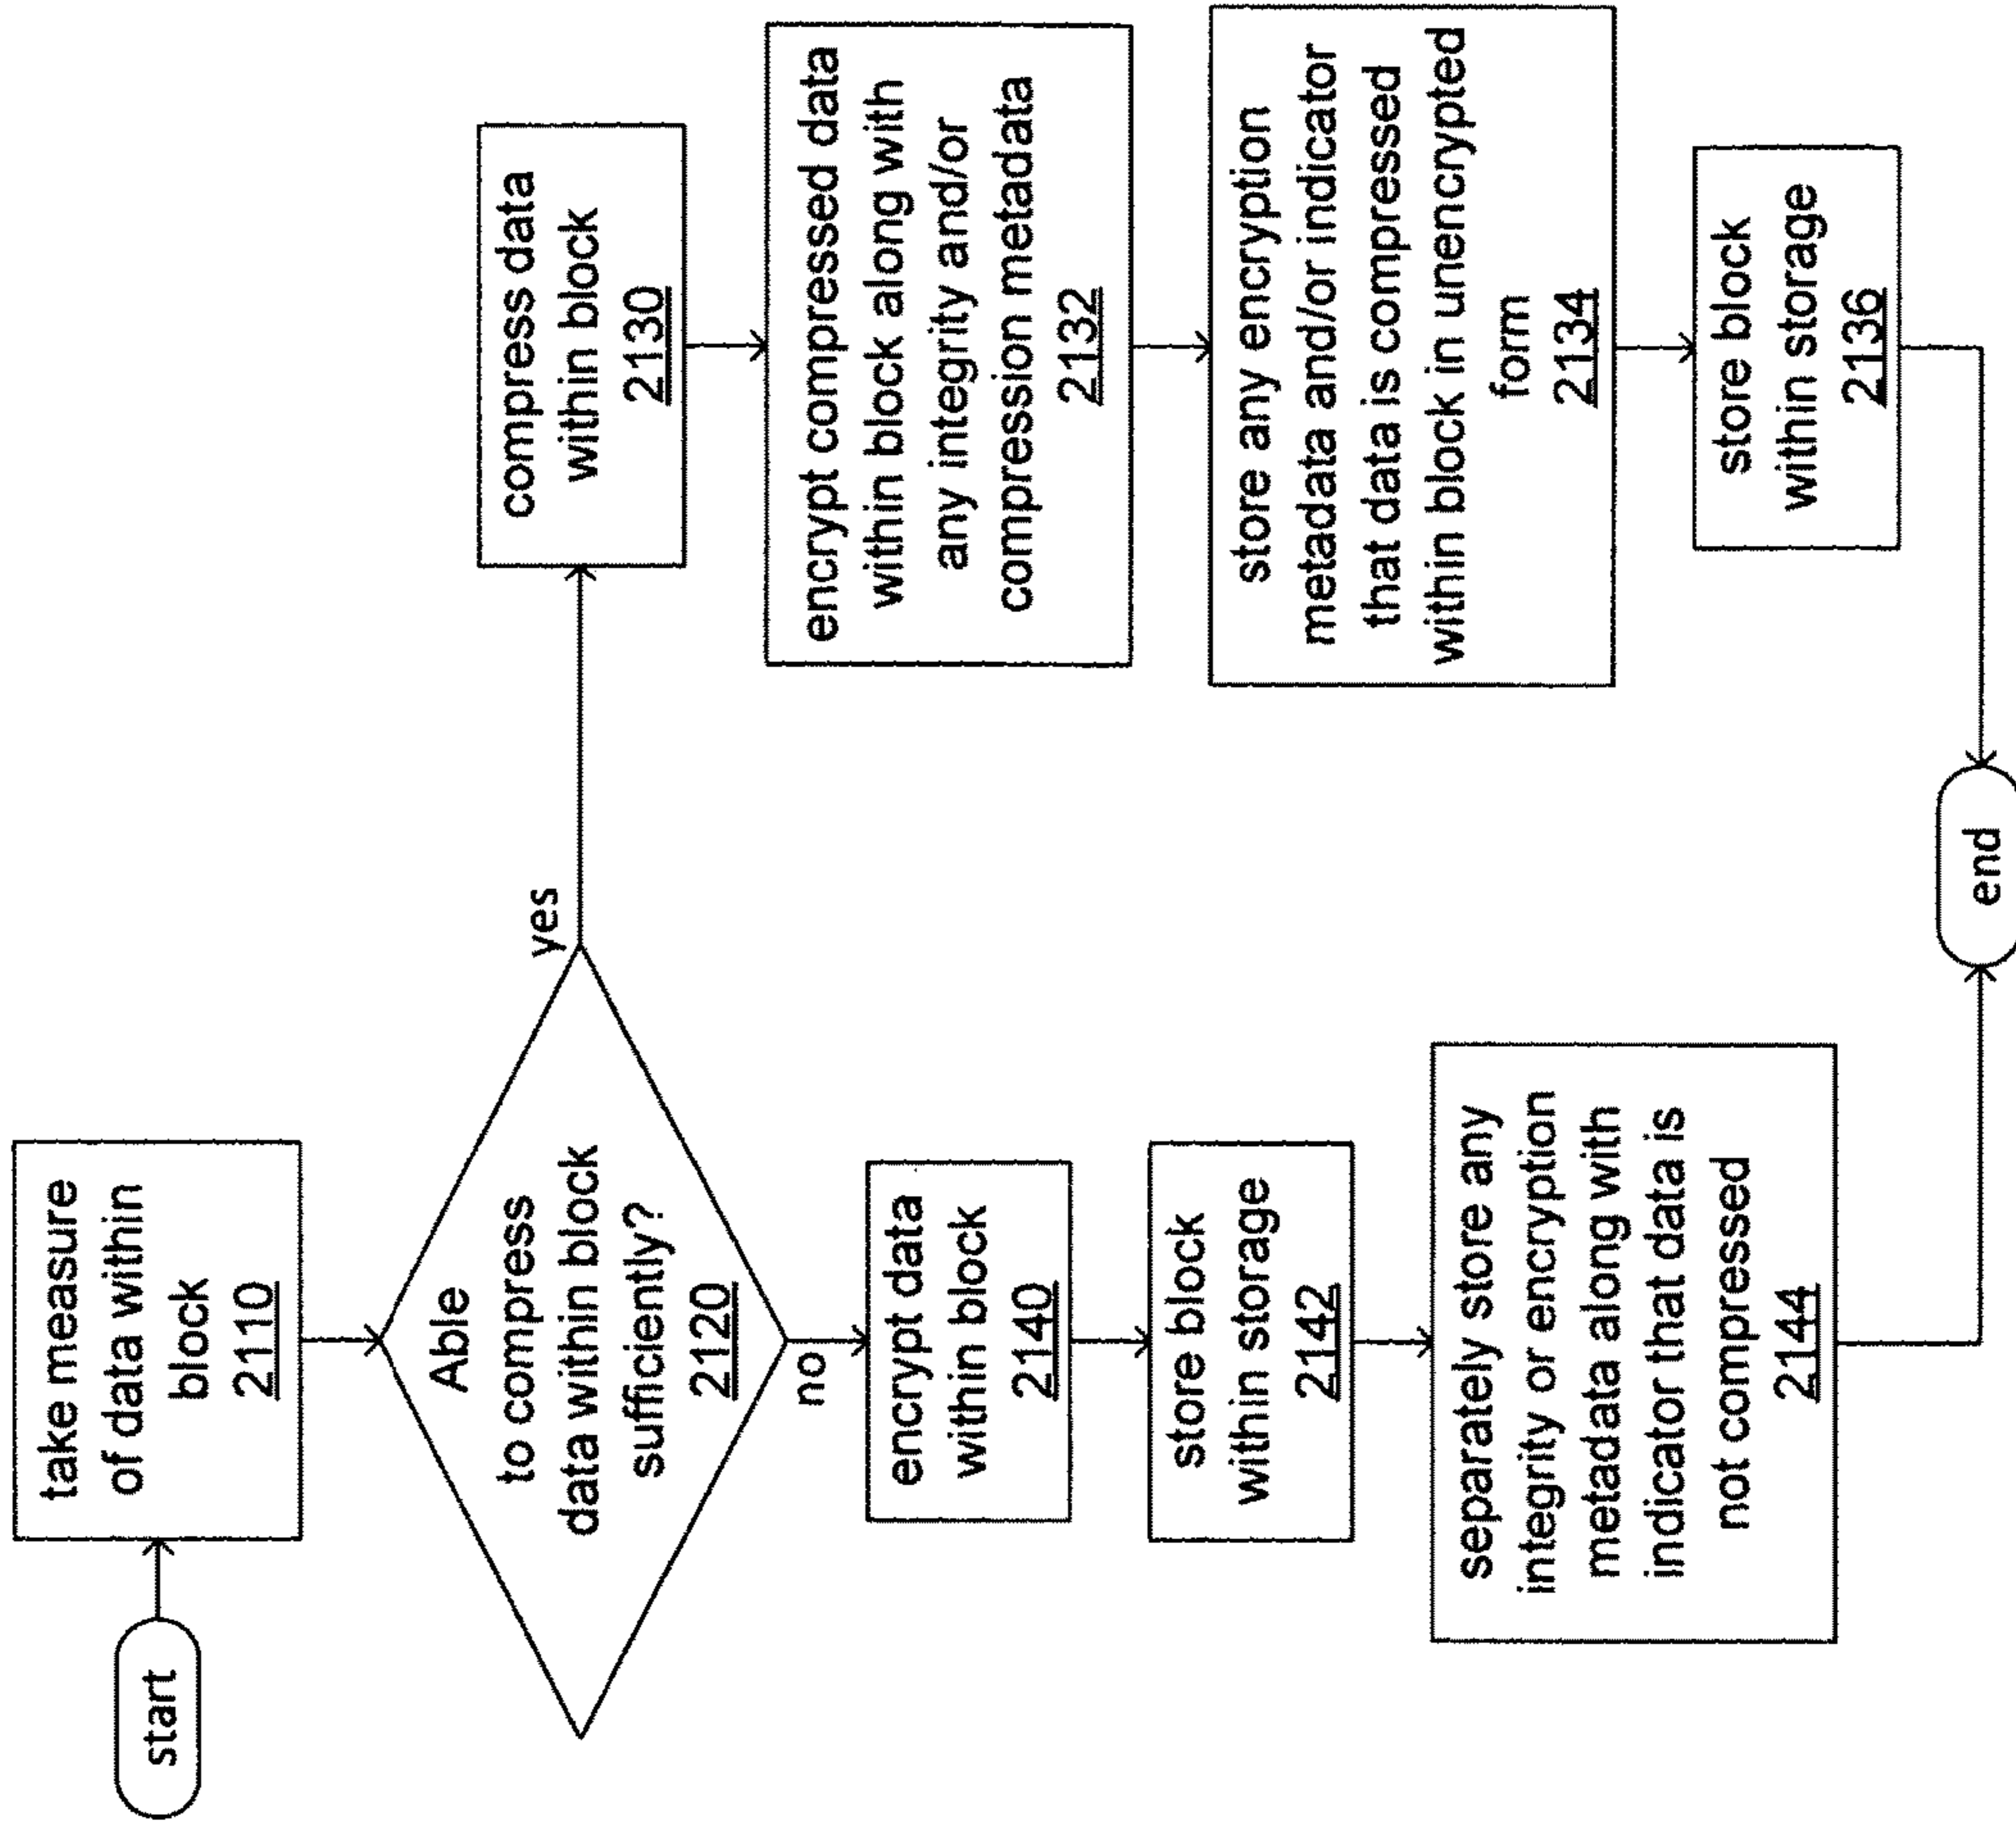 start
take measure
of data within
block
2110
Able
to compress
data within block
sufficiently?
2120
yes
no
compress data
within block
2130
encrypt compressed data
within block along with
any integrity and/or
compression metadata
2132
store any encryption
metadata and/or indicator
that data is compressed
within block in unencrypted
form
2134
store block
within storage
2136
encrypt data
within block
2140
store block
within storage
2142
separately store any
integrity or encryption
metadata along with
indicator that data is
not compressed
2144
end